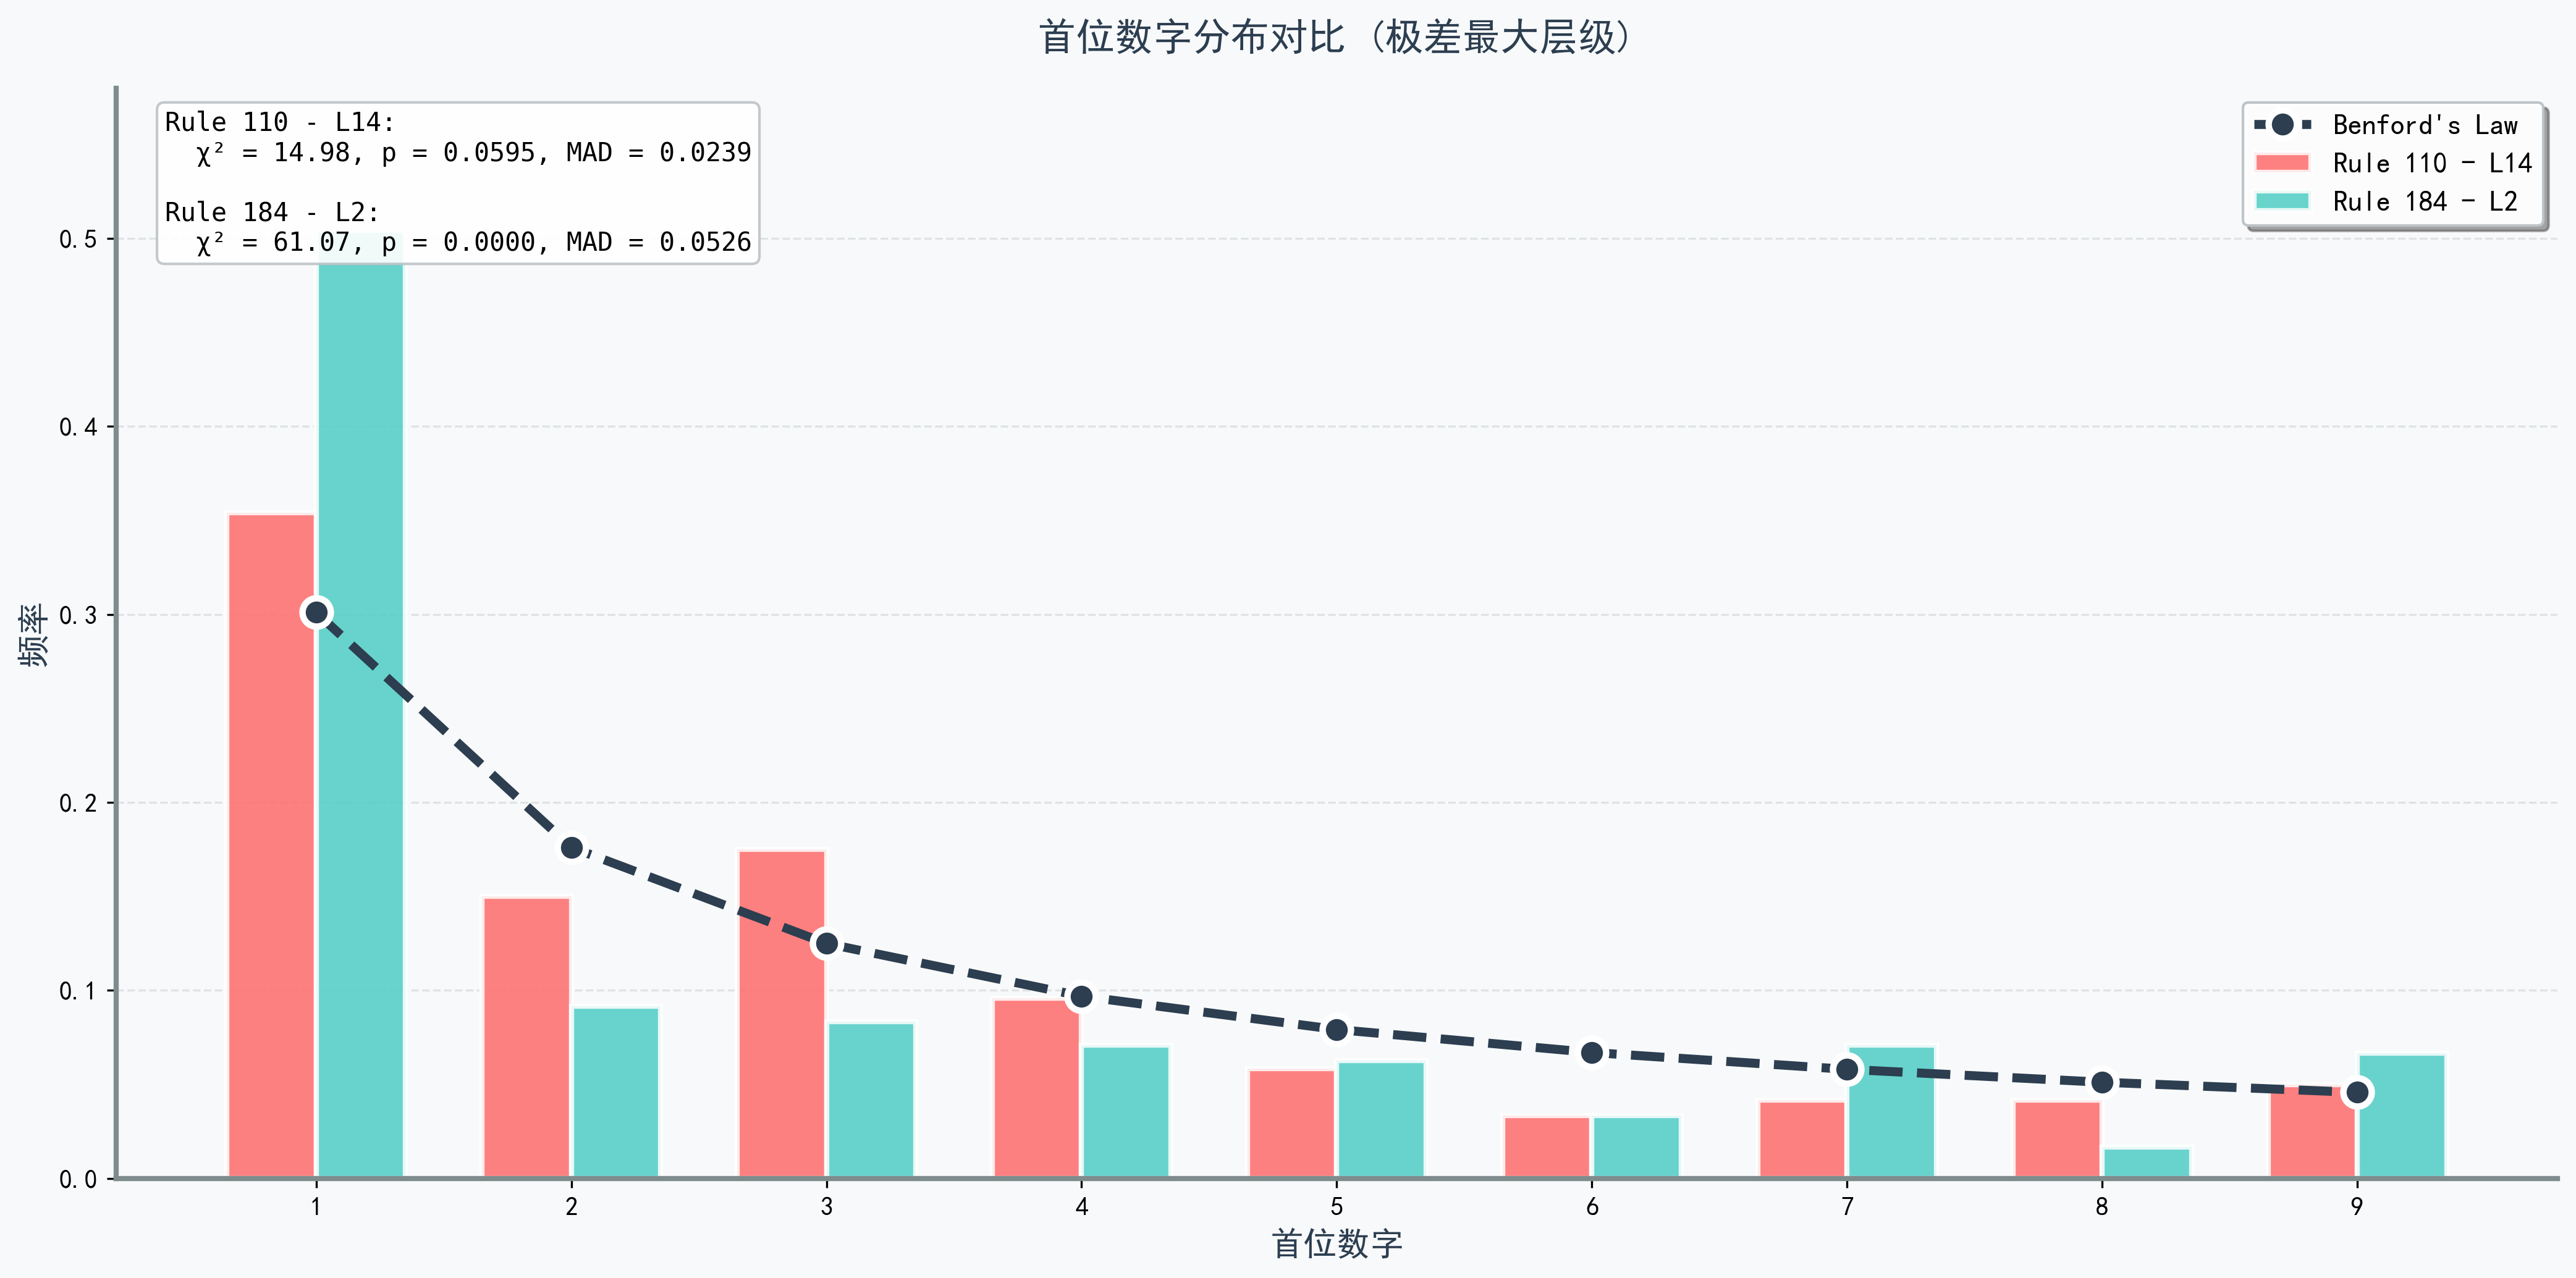 首位数字分布对比 (极差最大层级)
Rule 110 - L14:
χ² = 14.98, p = 0.0595, MAD = 0.0239
Rule 184 - L2:
χ² = 61.07, p = 0.0000, MAD = 0.0526
Benford's Law
Rule 110 - L14
Rule 184 - L2
频率
0.5
0.4
0.3
0.2
0.1
0.0
1 2 3 4 5 6 7 8 9
首位数字